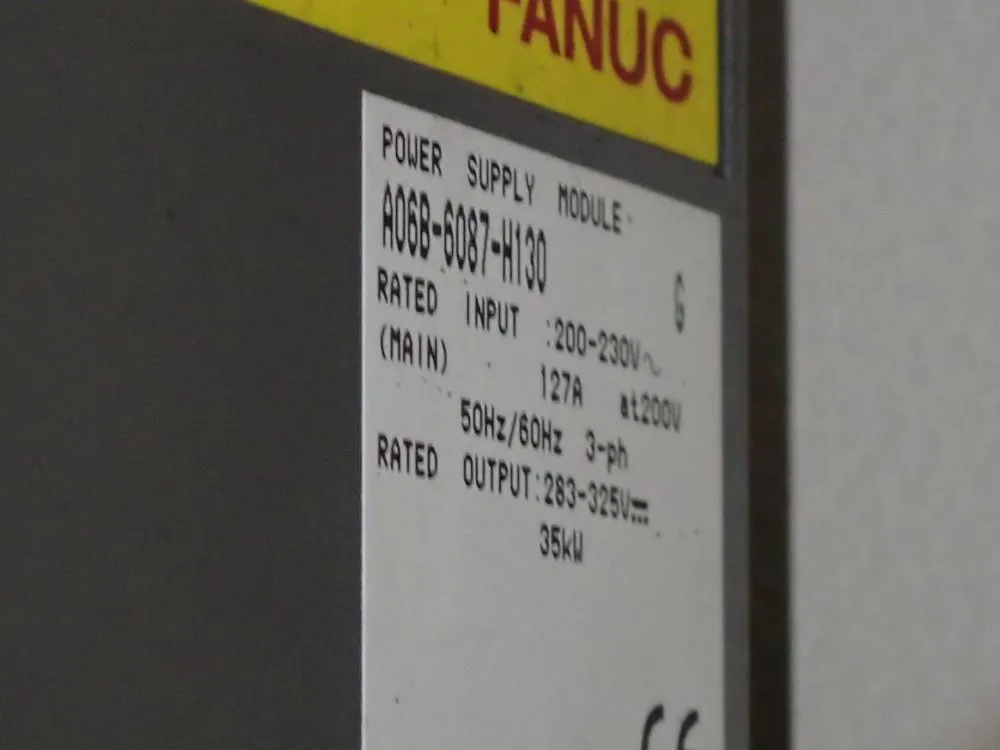 FANUC
POWER SUPPLY MODULE
A06B-6087-H130
G
RATED INPUT :200-230V~
(MAIN) 127A at200V
50Hz/60Hz 3-ph
RATED OUTPUT:283-325V⎓
35kW
CE